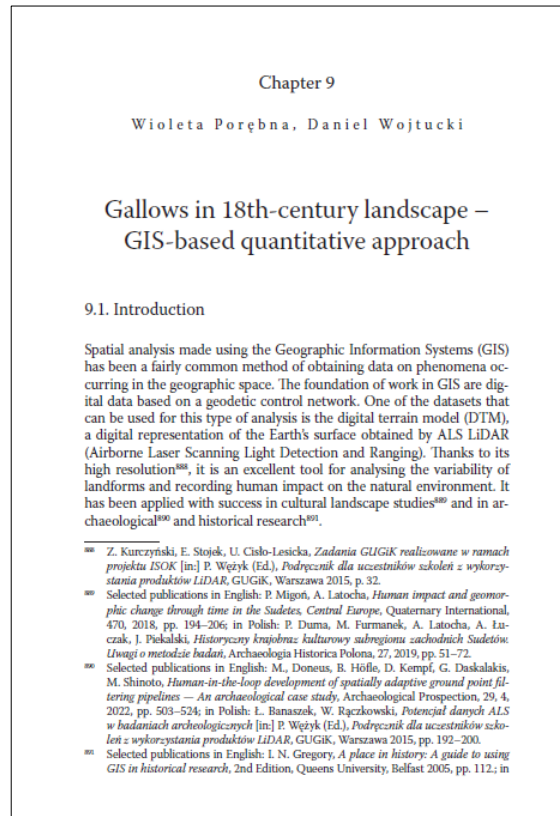 Chapter 9
Wioleta Porębna, Daniel Wojtucki
Gallows in 18th-century landscape –
GIS-based quantitative approach
9.1. Introduction
Spatial analysis made using the Geographic Information Systems (GIS)
has been a fairly common method of obtaining data on phenomena oc-
curring in the geographic space. The foundation of work in GIS are dig-
ital data based on a geodetic control network. One of the datasets that
can be used for this type of analysis is the digital terrain model (DTM),
a digital representation of the Earth's surface obtained by ALS LiDAR
(Airborne Laser Scanning Light Detection and Ranging). Thanks to its
high resolution⁸⁸⁸, it is an excellent tool for analysing the variability of
landforms and recording human impact on the natural environment. It
has been applied with success in cultural landscape studies⁸⁸⁹ and in ar-
chaeological⁸⁹⁰ and historical research⁸⁹¹.
⁸⁸⁸ Z. Kurczyński, E. Stojek, U. Cisło-Lesicka, Zadania GUGiK realizowane w ramach
projektu ISOK [in:] P. Wężyk (Ed.), Podręcznik dla uczestników szkoleń z wykorzy-
stania produktów LiDAR, GUGiK, Warszawa 2015, p. 32.
⁸⁸⁹ Selected publications in English: P. Migoń, A. Latocha, Human impact and geomor-
phic change through time in the Sudetes, Central Europe, Quaternary International,
470, 2018, pp. 194–206; in Polish: P. Duma, M. Furmanek, A. Latocha, A. Łu-
czak, J. Piekalski, Historyczny krajobraz kulturowy subregionu zachodnich Sudetów.
Uwagi o metodzie badań, Archaeologia Historica Polona, 27, 2019, pp. 51–72.
⁸⁹⁰ Selected publications in English: M., Doneus, B. Höfle, D. Kempf, G. Daskalakis,
M. Shinoto, Human-in-the-loop development of spatially adaptive ground point fil-
tering pipelines — An archaeological case study, Archaeological Prospection, 29, 4,
2022, pp. 503–524; in Polish: Ł. Banaszek, W. Rączkowski, Potencjał danych ALS
w badaniach archeologicznych [in:] P. Wężyk (Ed.), Podręcznik dla uczestników szko-
leń z wykorzystania produktów LiDAR, GUGiK, Warszawa 2015, pp. 192–200.
⁸⁹¹ Selected publications in English: I. N. Gregory, A place in history: A guide to using
GIS in historical research, 2nd Edition, Queens University, Belfast 2005, pp. 112.; in